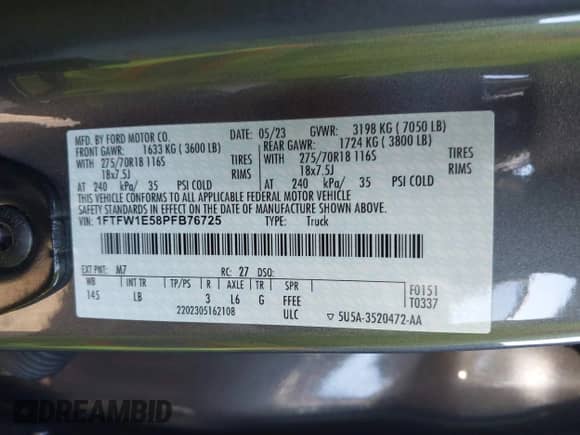 MFD. BY FORD MOTOR CO. DATE: 05/23 GVWR: 3198 KG ( 7050 LB)
FRONT GAWR: 1633 KG ( 3600 LB) REAR GAWR: 1724 KG ( 3800 LB)
WITH 275/70R18 116S TIRES WITH 275/70R18 116S TIRES
18x7.5J RIMS 18x7.5J RIMS
AT 240 kPa/ 35 PSI COLD AT 240 kPa/ 35 PSI COLD
THIS VEHICLE CONFORMS TO ALL APPLICABLE FEDERAL MOTOR VEHICLE
SAFETY STANDARDS IN EFFECT ON THE DATE OF MANUFACTURE SHOWN ABOVE.
VIN: 1FTFW1E58PFB76725 TYPE: Truck
EXT PNT: M7 RC: 27 DSO:
WB INT TR TP/PS R AXLE TR SPR
145 LB 3 L6 G FFEE
2202305162108 ULC
F0151
T0337
▽ 5U5A-3520472-AA
DREAMBID